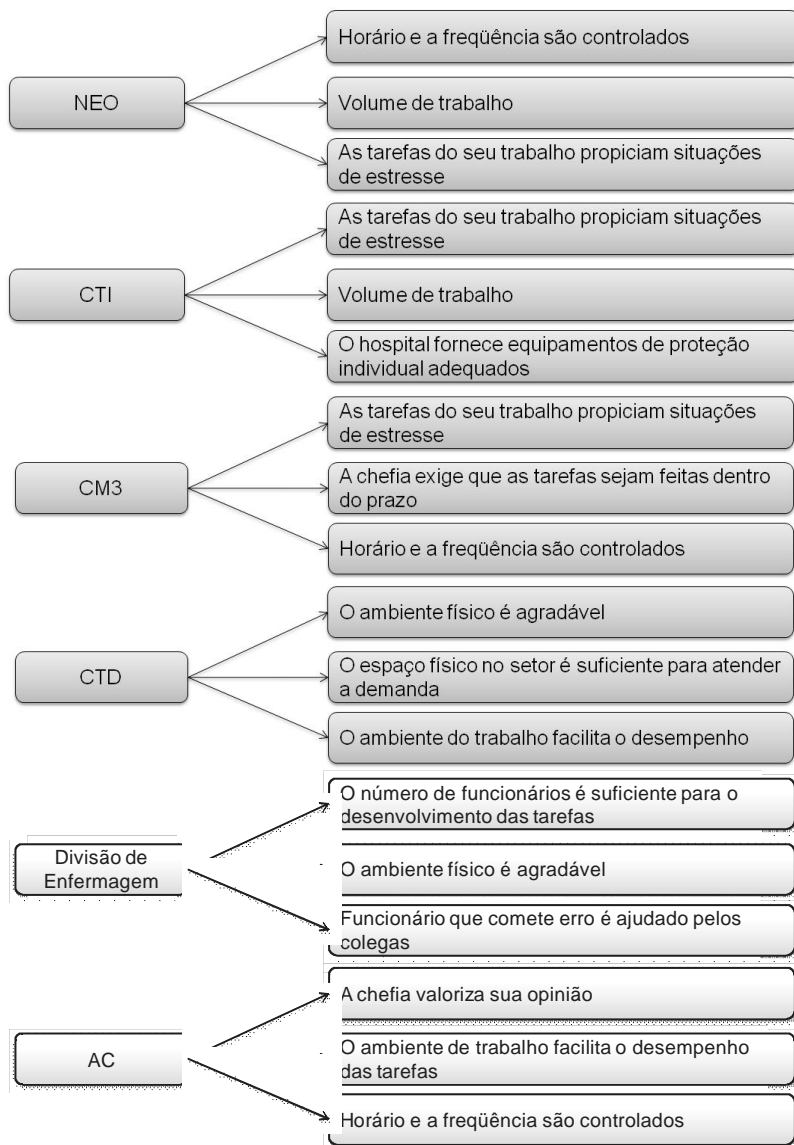 Horário e a freqüência são controlados
NEO
Volume de trabalho
As tarefas do seu trabalho propiciam situações
de estresse
As tarefas do seu trabalho propiciam situações
de estresse
CTI
Volume de trabalho
O hospital fornece equipamentos de proteção
individual adequados
As tarefas do seu trabalho propiciam situações
de estresse
CM3
A chefia exige que as tarefas sejam feitas dentro
do prazo
Horário e a freqüência são controlados
O ambiente físico é agradável
CTD
O espaço físico no setor é suficiente para atender
a demanda
O ambiente do trabalho facilita o desempenho
O número de funcionários é suficiente para o
desenvolvimento das tarefas
Divisão de
Enfermagem
O ambiente físico é agradável
Funcionário que comete erro é ajudado pelos
colegas
A chefia valoriza sua opinião
AC
O ambiente de trabalho facilita o desempenho
das tarefas
Horário e a freqüência são controlados